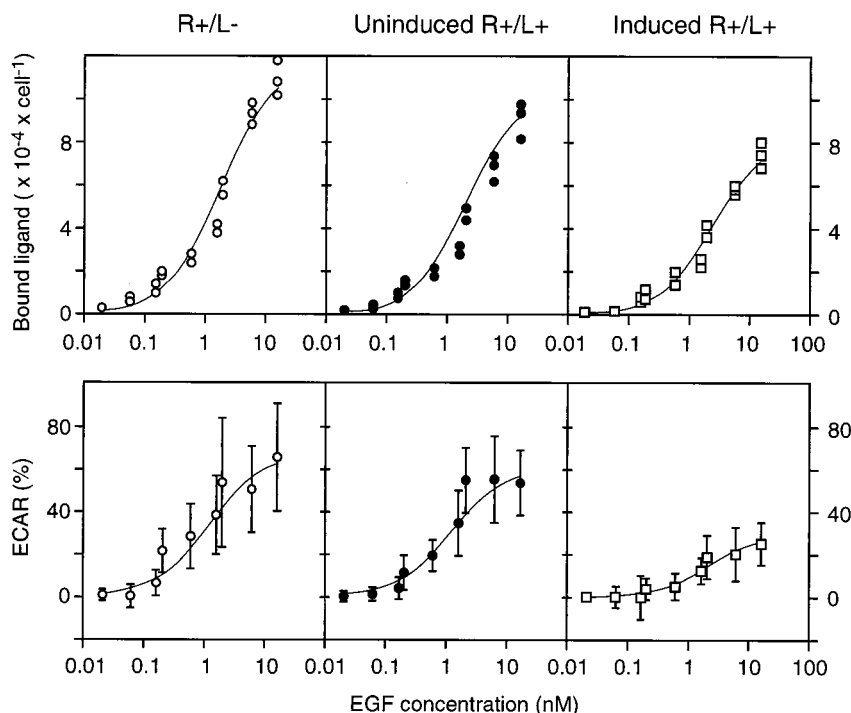 R+/L- Uninduced R+/L+ Induced R+/L+
Bound ligand ( x 10⁻⁴ x cell⁻¹)
8 8
4 4
0 0
0.01 0.1 1 10 0.01 0.1 1 10 0.01 0.1 1 10 100
ECAR (%)
80 80
40 40
0 0
0.01 0.1 1 10 0.01 0.1 1 10 0.01 0.1 1 10 100
EGF concentration (nM)